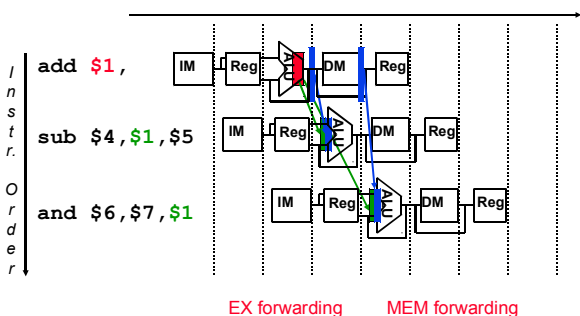 add $1,
IM Reg ALU DM Reg
sub $4,$1,$5
IM Reg ALU DM Reg
and $6,$7,$1
IM Reg ALU DM Reg
Instr. Order
EX forwarding MEM forwarding